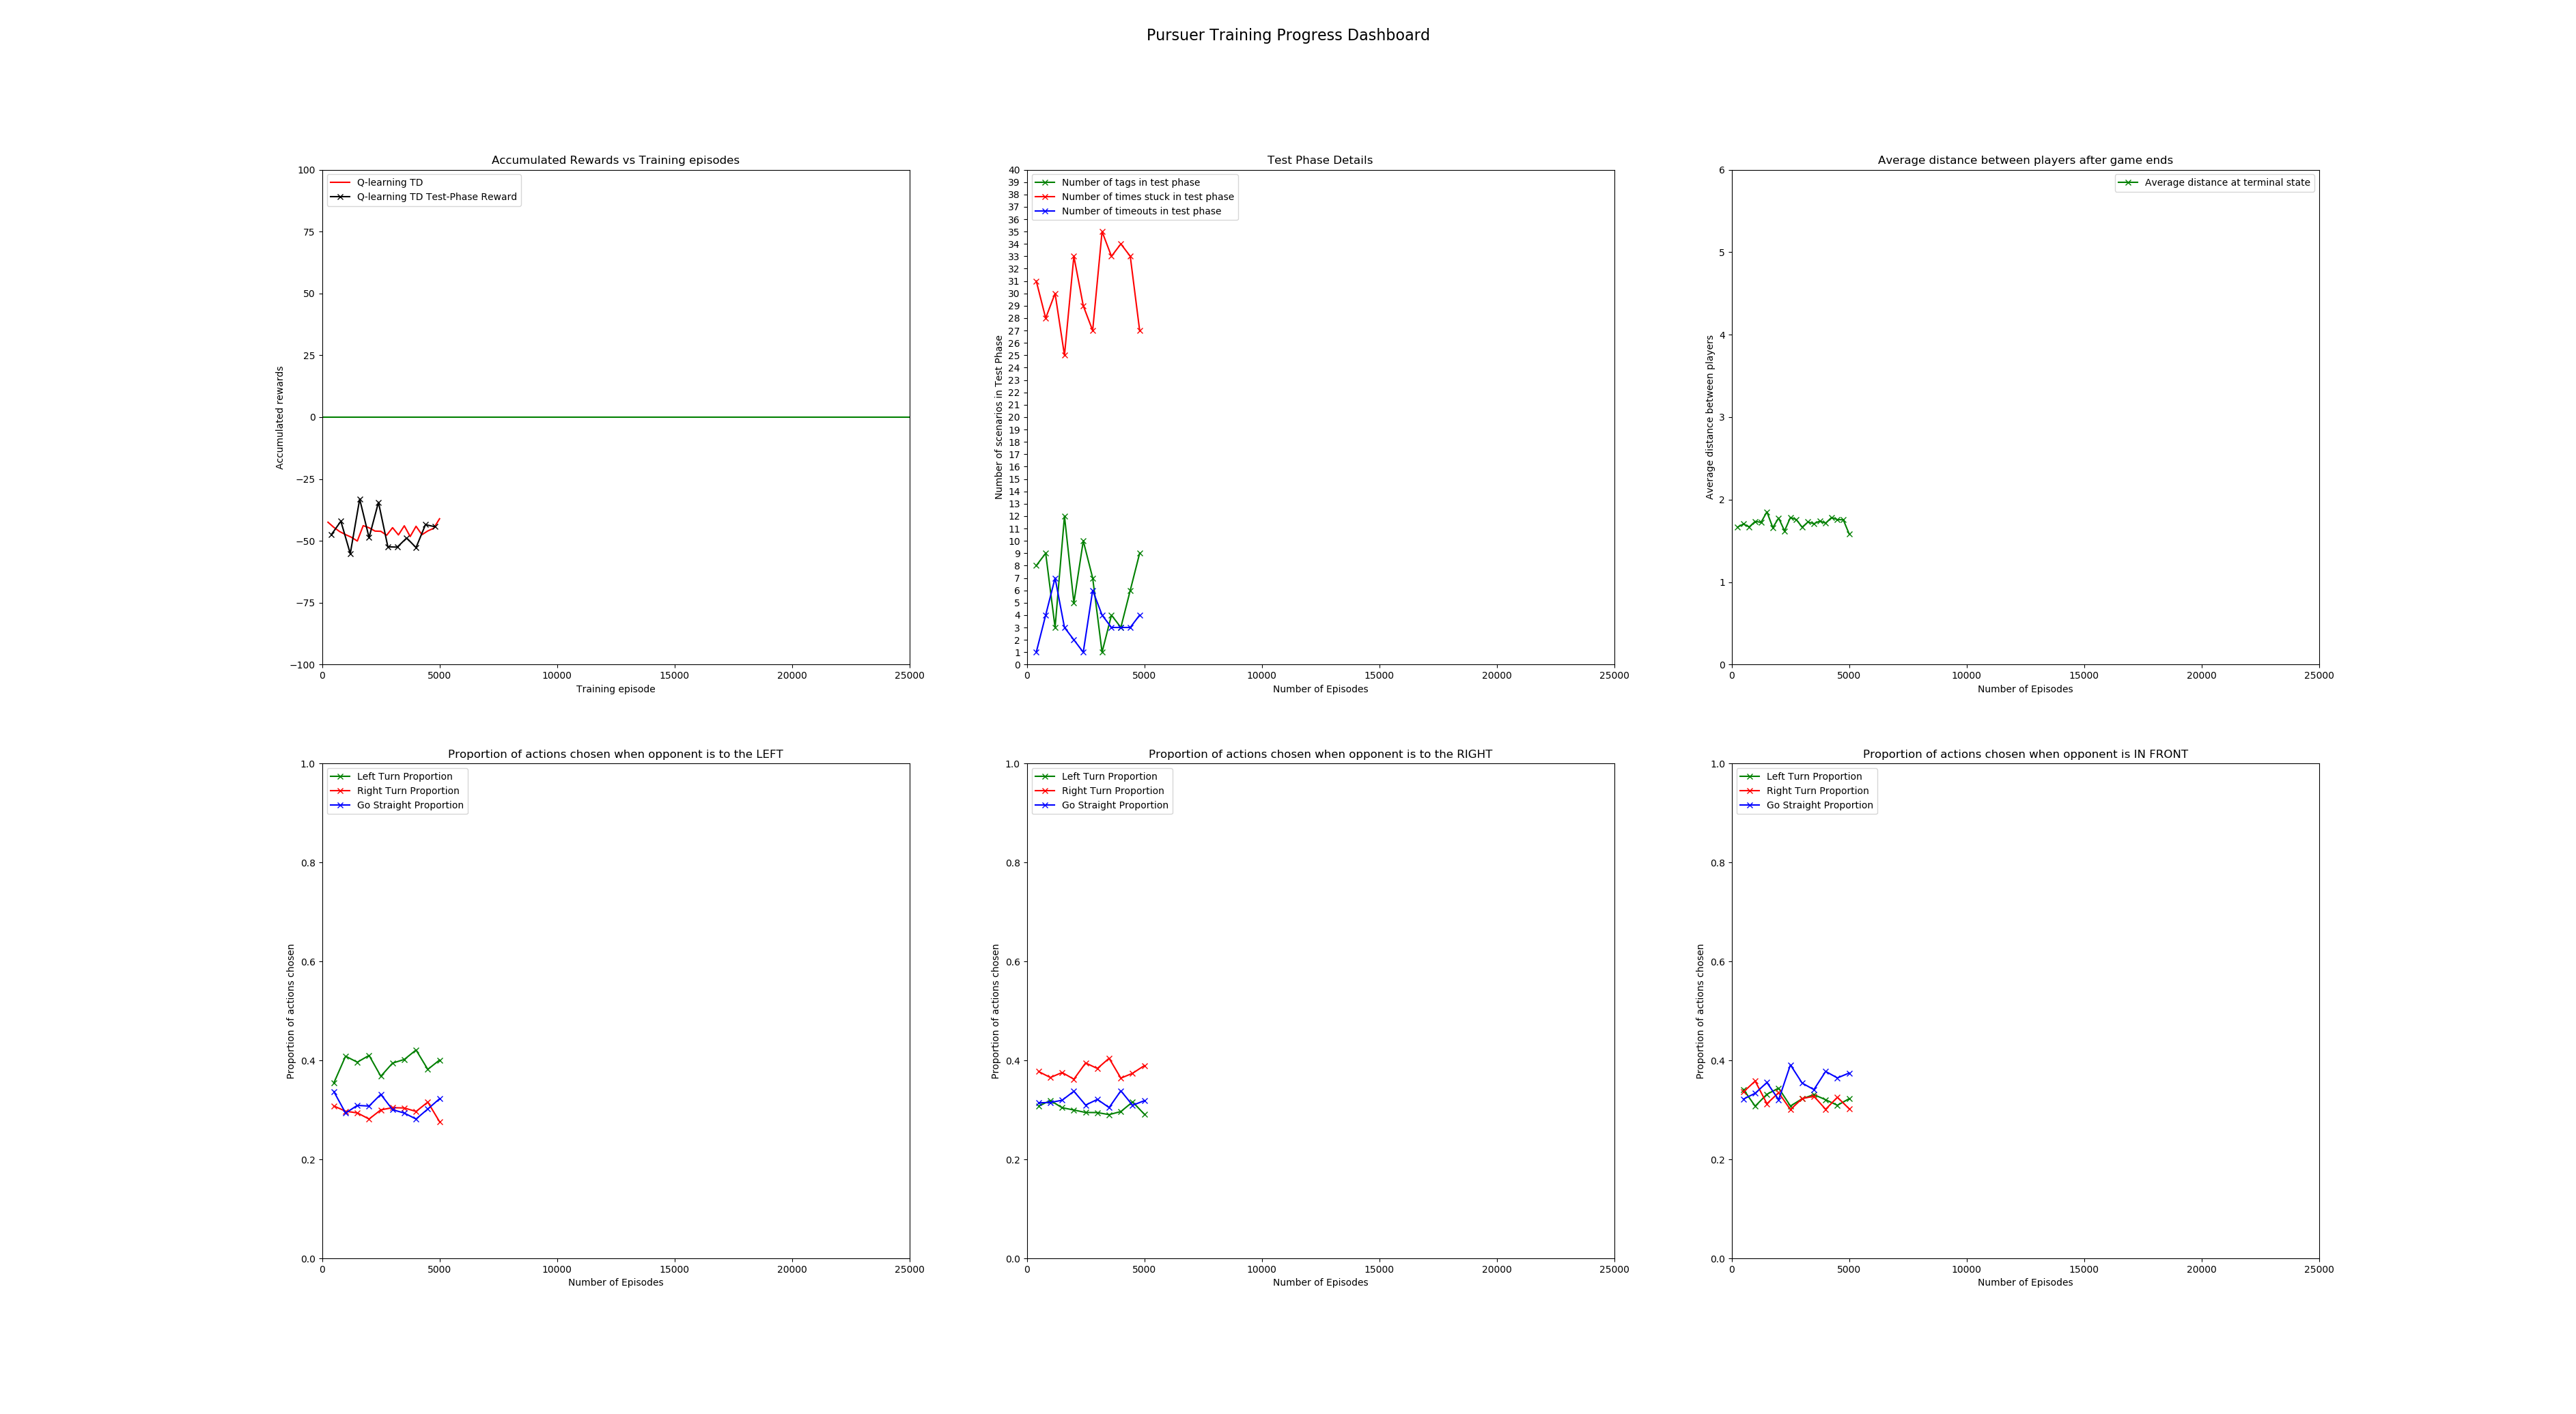 Pursuer Training Progress Dashboard
Accumulated Rewards vs Training episodes
Q-learning TD
Q-learning TD Test-Phase Reward
Accumulated rewards
100
75
50
25
0
−25
−50
−75
−100
0 5000 10000 15000 20000 25000
Training episode
Test Phase Details
Number of tags in test phase
Number of times stuck in test phase
Number of timeouts in test phase
Number of scenarios in Test Phase
40
39
38
37
36
35
34
33
32
31
30
29
28
27
26
25
24
23
22
21
20
19
18
17
16
15
14
13
12
11
10
9
8
7
6
5
4
3
2
1
0
0 5000 10000 15000 20000 25000
Number of Episodes
Average distance between players after game ends
Average distance at terminal state
Average distance between players
6
5
4
3
2
1
0
0 5000 10000 15000 20000 25000
Number of Episodes
Proportion of actions chosen when opponent is to the LEFT
Left Turn Proportion
Right Turn Proportion
Go Straight Proportion
Proportion of actions chosen
1.0
0.8
0.6
0.4
0.2
0.0
0 5000 10000 15000 20000 25000
Number of Episodes
Proportion of actions chosen when opponent is to the RIGHT
Left Turn Proportion
Right Turn Proportion
Go Straight Proportion
Proportion of actions chosen
1.0
0.8
0.6
0.4
0.2
0.0
0 5000 10000 15000 20000 25000
Number of Episodes
Proportion of actions chosen when opponent is IN FRONT
Left Turn Proportion
Right Turn Proportion
Go Straight Proportion
Proportion of actions chosen
1.0
0.8
0.6
0.4
0.2
0.0
0 5000 10000 15000 20000 25000
Number of Episodes